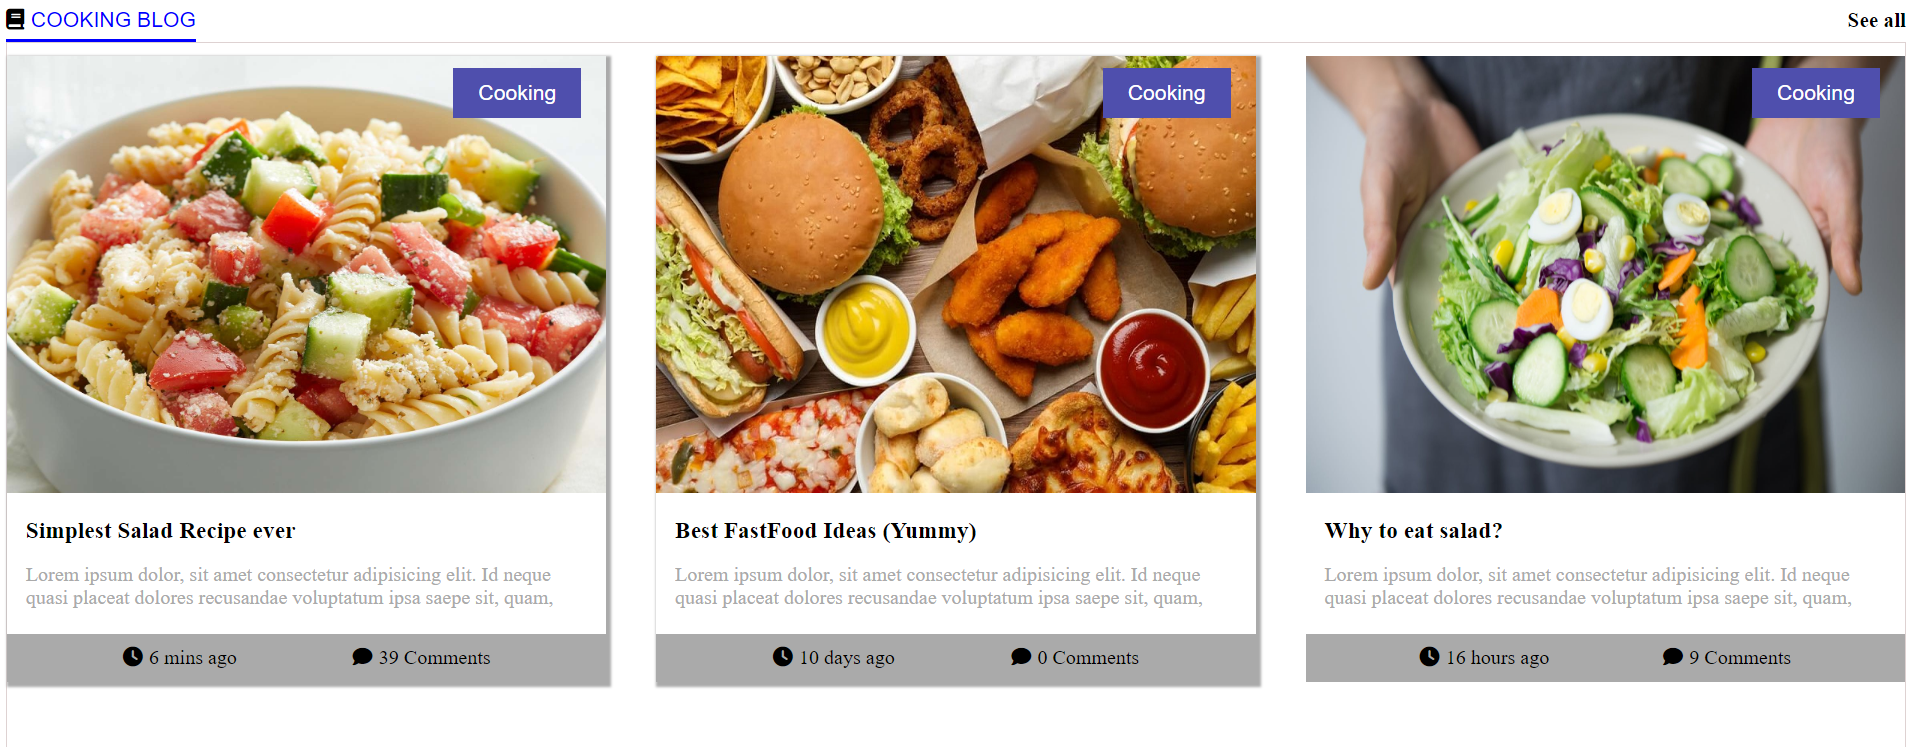 COOKING BLOG
See all
Cooking
Cooking
Cooking
Simplest Salad Recipe ever
Lorem ipsum dolor, sit amet consectetur adipisicing elit. Id neque
quasi placeat dolores recusandae voluptatum ipsa saepe sit, quam,
6 mins ago
39 Comments
Best FastFood Ideas (Yummy)
Lorem ipsum dolor, sit amet consectetur adipisicing elit. Id neque
quasi placeat dolores recusandae voluptatum ipsa saepe sit, quam,
10 days ago
0 Comments
Why to eat salad?
Lorem ipsum dolor, sit amet consectetur adipisicing elit. Id neque
quasi placeat dolores recusandae voluptatum ipsa saepe sit, quam,
16 hours ago
9 Comments